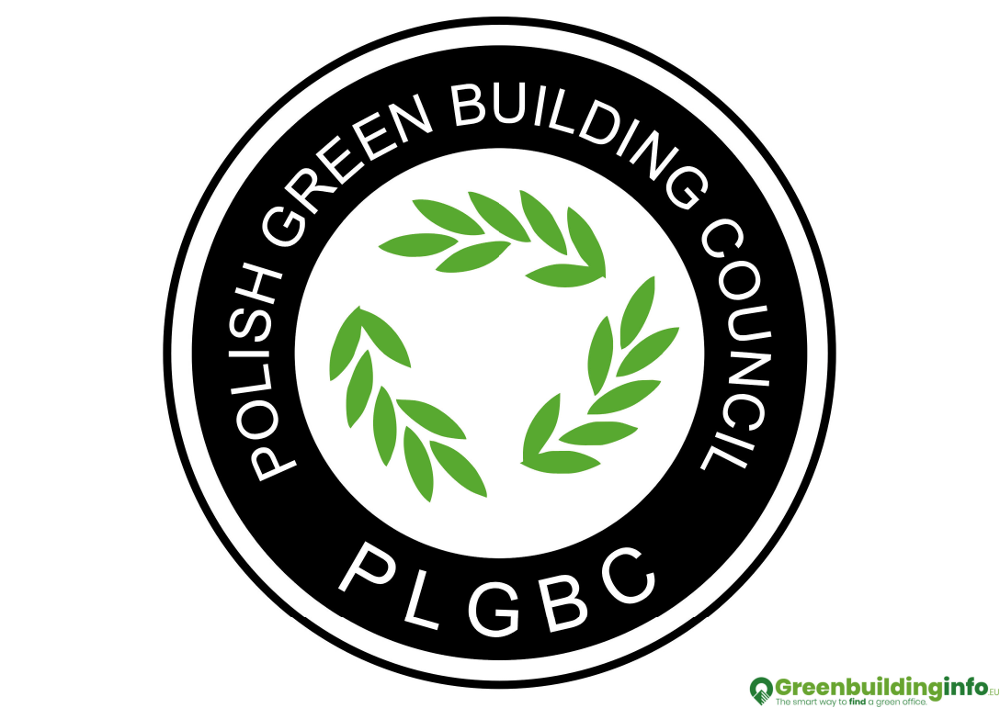 POLISH GREEN BUILDING COUNCIL
PLGBC
Greenbuildinginfo.EU
The smart way to find a green office.